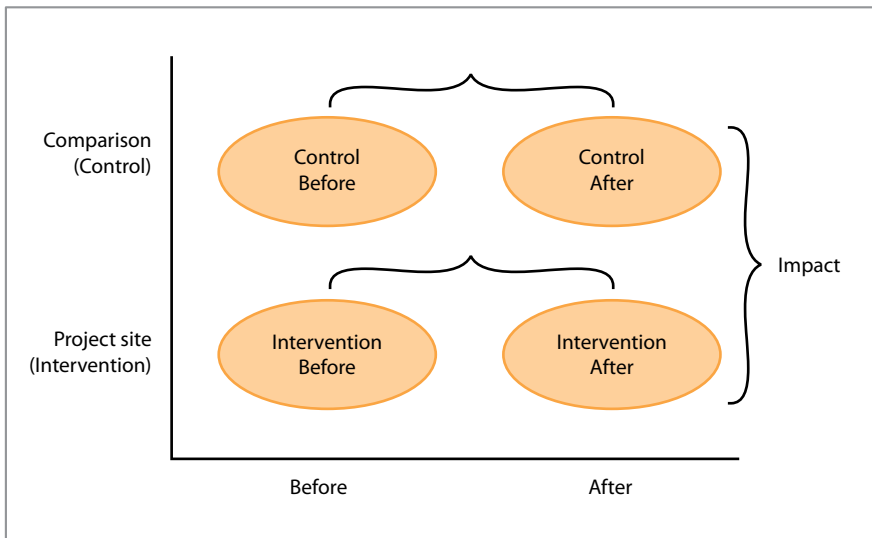 Comparison
(Control)
Control
Before
Control
After
Impact
Project site
(Intervention)
Intervention
Before
Intervention
After
Before
After